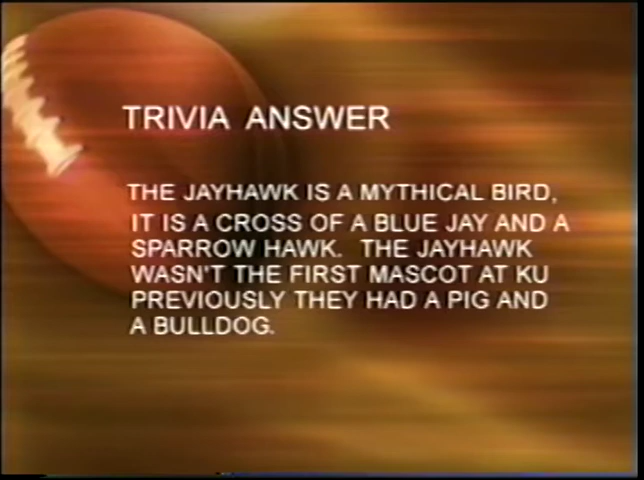 TRIVIA ANSWER
THE JAYHAWK IS A MYTHICAL BIRD,
IT IS A CROSS OF A BLUE JAY AND A
SPARROW HAWK. THE JAYHAWK
WASN'T THE FIRST MASCOT AT KU
PREVIOUSLY THEY HAD A PIG AND
A BULLDOG.